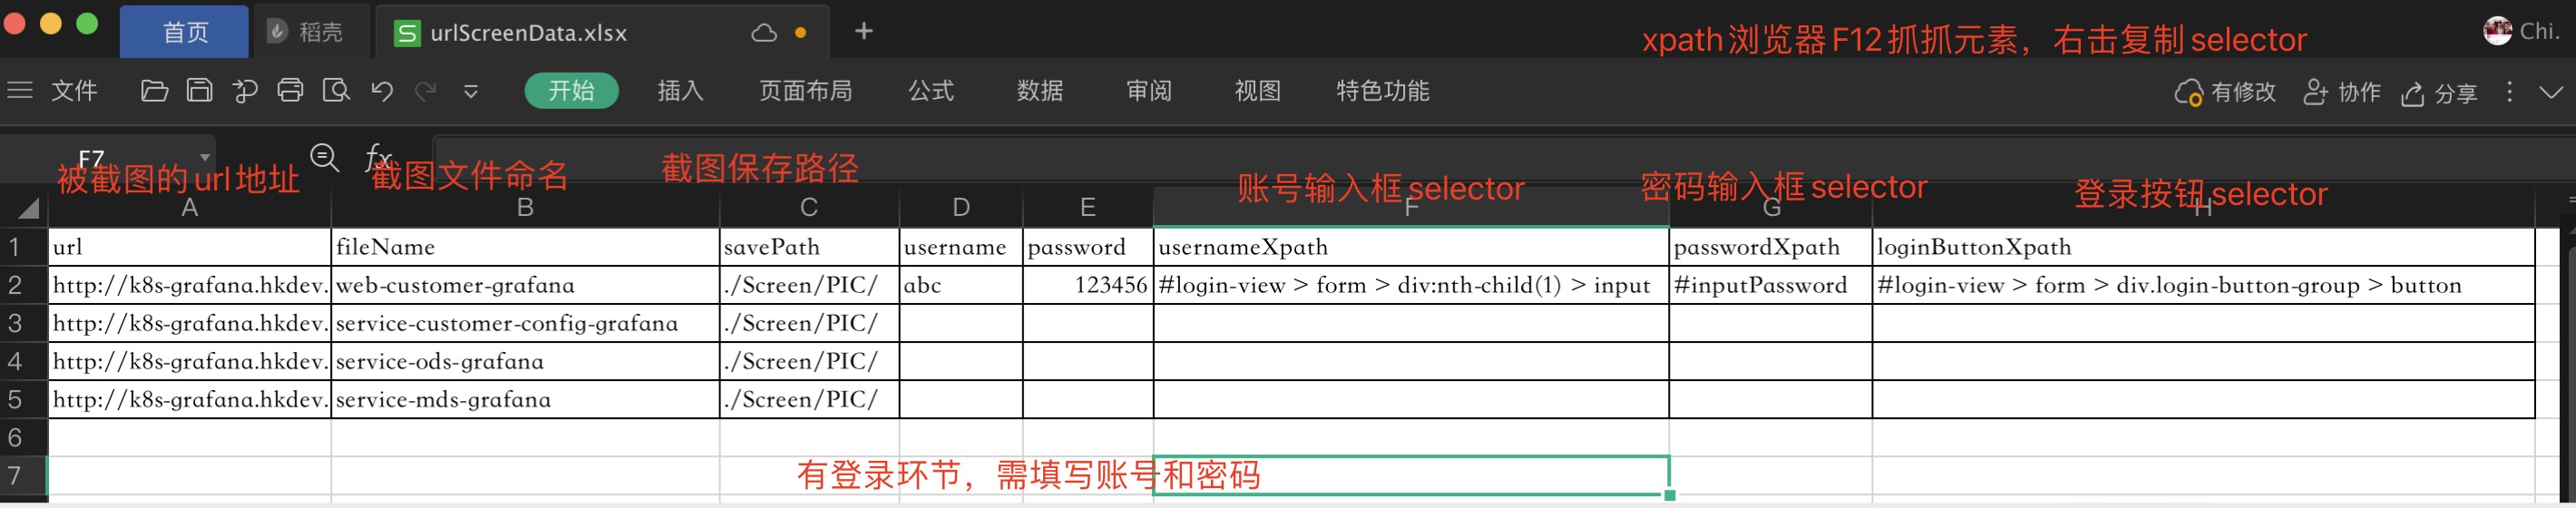 首页
稻壳
urlScreenData.xlsx
xpath浏览器F12抓抓元素，右击复制selector
Chi.
文件
开始
插入
页面布局
公式
数据
审阅
视图
特色功能
有修改
协作
分享
F7
fx
被截图的url地址
截图文件命名
截图保存路径
账号输入框selector
密码输入框selector
登录按钮selector
A B C D E F G H
1 url fileName savePath username password usernameXpath passwordXpath loginButtonXpath
2 http://k8s-grafana.hkdev. web-customer-grafana ./Screen/PIC/ abc 123456 #login-view > form > div:nth-child(1) > input #inputPassword #login-view > form > div.login-button-group > button
3 http://k8s-grafana.hkdev. service-customer-config-grafana ./Screen/PIC/
4 http://k8s-grafana.hkdev. service-ods-grafana ./Screen/PIC/
5 http://k8s-grafana.hkdev. service-mds-grafana ./Screen/PIC/
6
7
有登录环节，需填写账号和密码